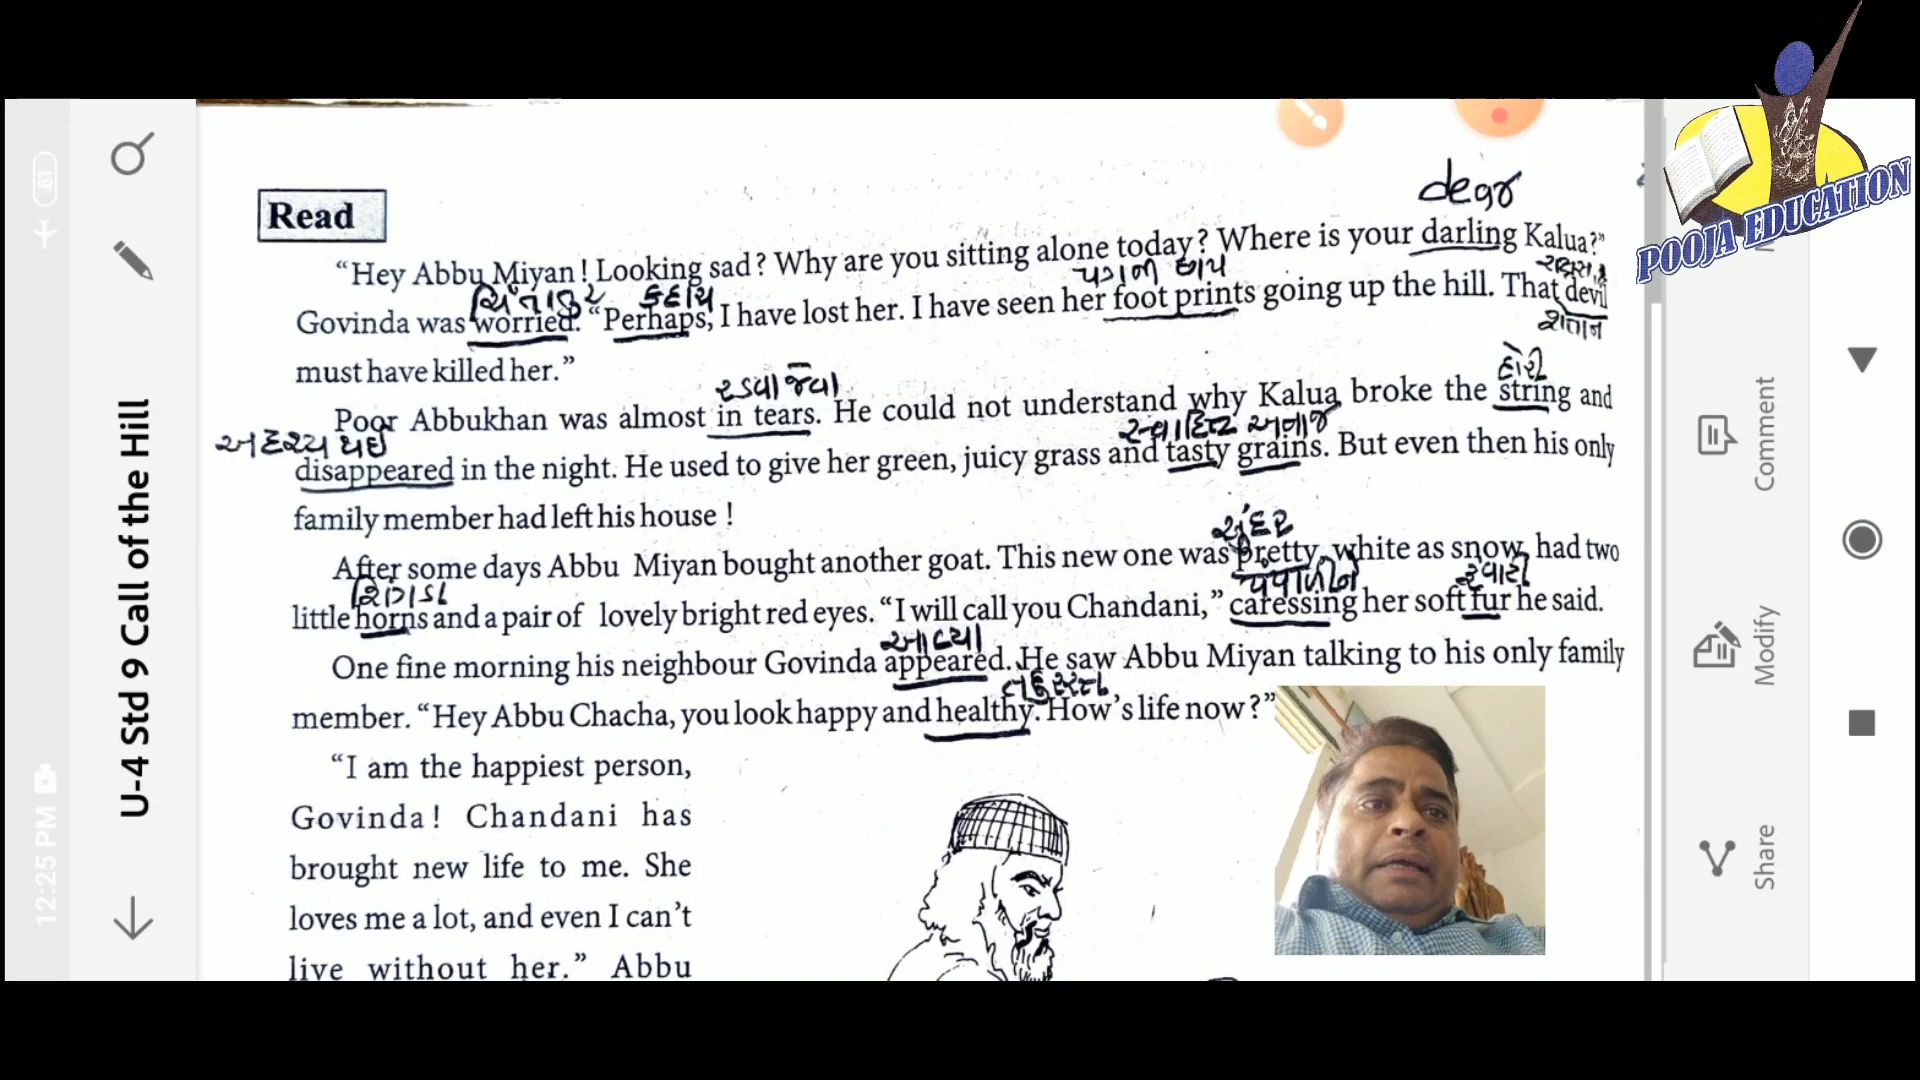 POOJA EDUCATION
81
12:25 PM
U-4 Std 9 Call of the Hill
Comment
Modify
Share
Read
dear
“Hey Abbu Miyan! Looking sad? Why are you sitting alone today? Where is your darling Kalua?”
ચિંતાતુર કદાચ પગની છાપ રાક્ષસ
Govinda was worried. “Perhaps, I have lost her. I have seen her foot prints going up the hill. That devil
શેતાન
must have killed her.”
રડવા જેવા દોરી
Poor Abbukhan was almost in tears. He could not understand why Kalua broke the string and
અદ્રશ્ય થઈ સ્વાદિષ્ટ અનાજ
disappeared in the night. He used to give her green, juicy grass and tasty grains. But even then his only
family member had left his house !
સુંદર
After some days Abbu Miyan bought another goat. This new one was pretty, white as snow, had two
શિંગડા રુંવાટી
little horns and a pair of lovely bright red eyes. “I will call you Chandani,” caressing her soft fur he said.
આવ્યા
One fine morning his neighbour Govinda appeared. He saw Abbu Miyan talking to his only family
તંદુરસ્ત
member. “Hey Abbu Chacha, you look happy and healthy. How’s life now?”
“I am the happiest person,
Govinda! Chandani has
brought new life to me. She
loves me a lot, and even I can’t
live without her.” Abbu